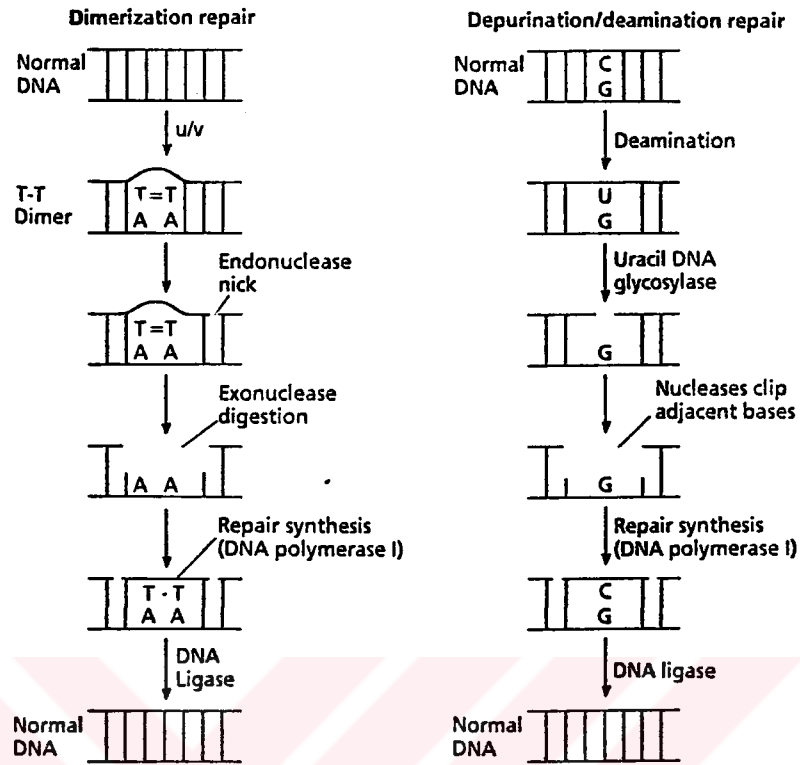 Dimerization repair
Normal
DNA
u/v
T-T
Dimer
T=T
A A
Endonuclease
nick
T=T
A A
Exonuclease
digestion
A A
Repair synthesis
(DNA polymerase I)
T·T
A A
DNA
Ligase
Normal
DNA
Depurination/deamination repair
Normal
DNA
C
G
Deamination
U
G
Uracil DNA
glycosylase
G
Nucleases clip
adjacent bases
G
Repair synthesis
(DNA polymerase I)
C
G
DNA ligase
Normal
DNA